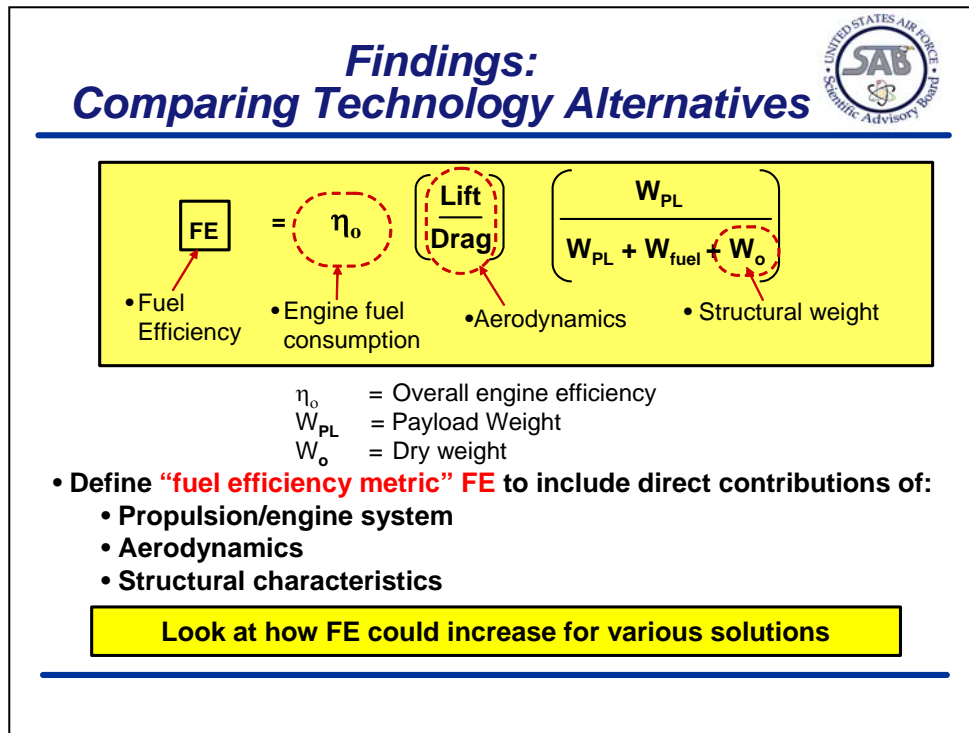 Findings:
Comparing Technology Alternatives
UNITED STATES AIR FORCE
SAB
Scientific Advisory Board
FE = ηo (Lift / Drag) (WPL / WPL + Wfuel + Wo)
• Fuel
Efficiency
• Engine fuel
consumption
•Aerodynamics
• Structural weight
ηo = Overall engine efficiency
WPL = Payload Weight
Wo = Dry weight
• Define “fuel efficiency metric” FE to include direct contributions of:
• Propulsion/engine system
• Aerodynamics
• Structural characteristics
Look at how FE could increase for various solutions